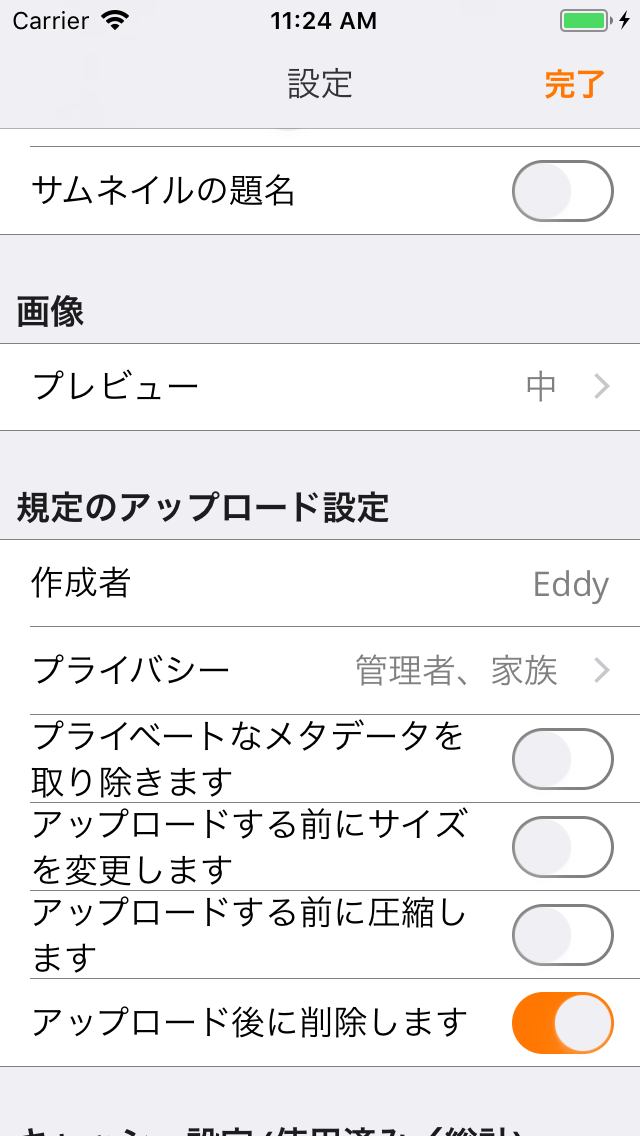 Carrier 11:24 AM
設定 完了
サムネイルの題名
画像
プレビュー 中
規定のアップロード設定
作成者 Eddy
プライバシー 管理者、家族
プライベートなメタデータを
取り除きます
アップロードする前にサイズ
を変更します
アップロードする前に圧縮し
ます
アップロード後に削除します